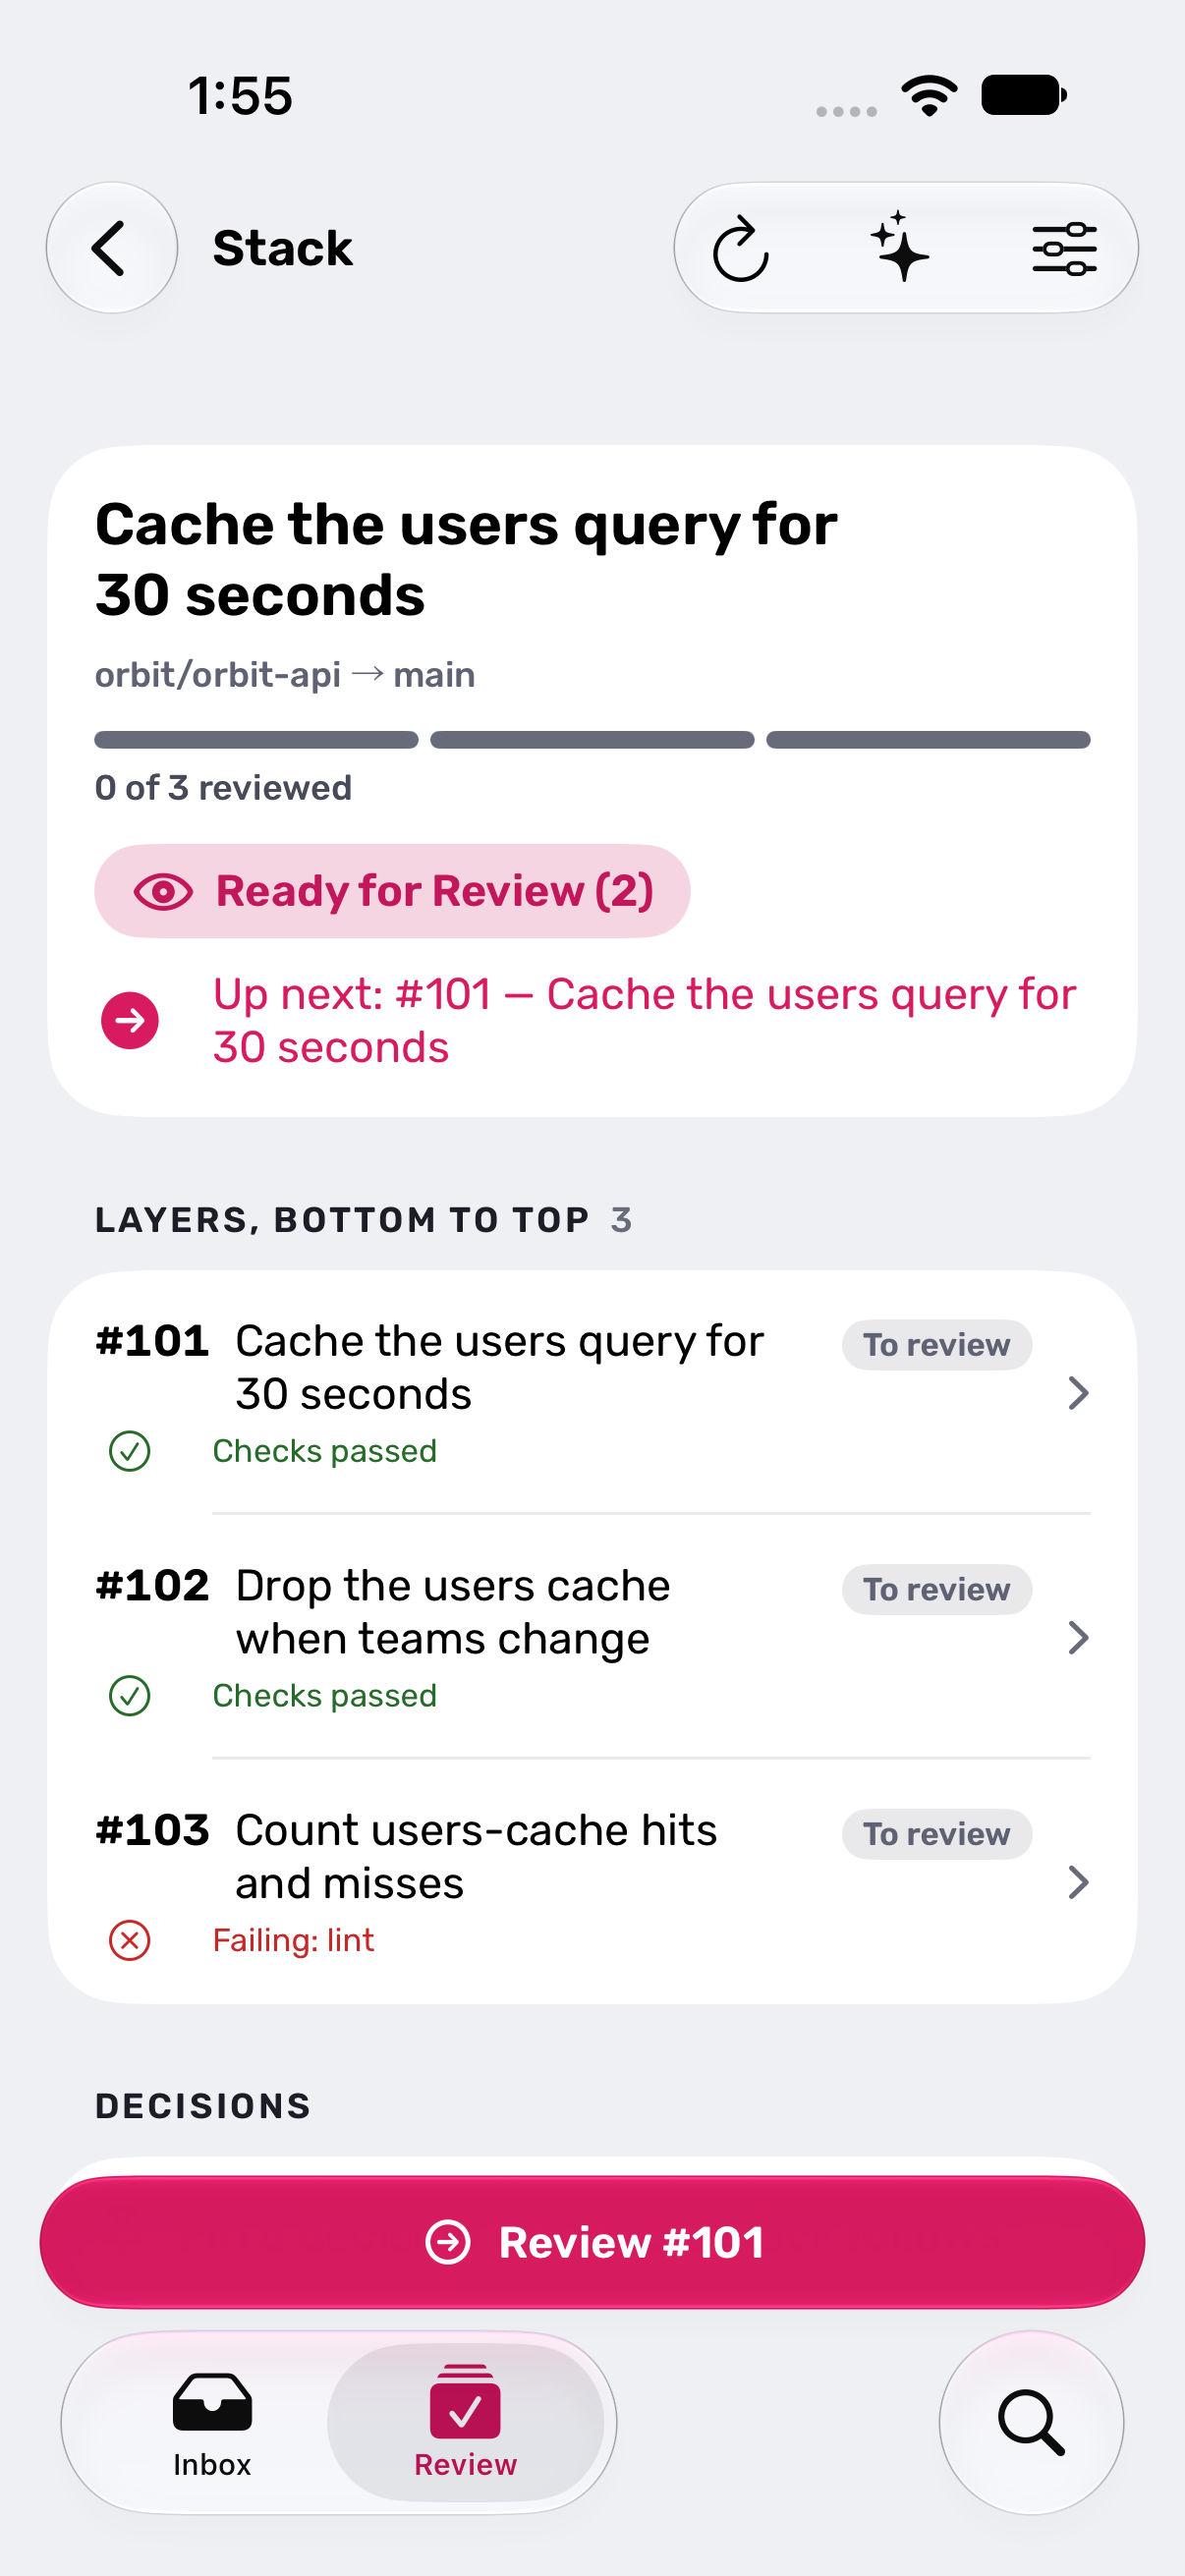 1:55
Stack
Cache the users query for
30 seconds
orbit/orbit-api → main
0 of 3 reviewed
Ready for Review (2)
Up next: #101 — Cache the users query for
30 seconds
LAYERS, BOTTOM TO TOP 3
#101 Cache the users query for
30 seconds
To review
Checks passed
#102 Drop the users cache
when teams change
To review
Checks passed
#103 Count users-cache hits
and misses
To review
Failing: lint
DECISIONS
Review #101
Inbox
Review